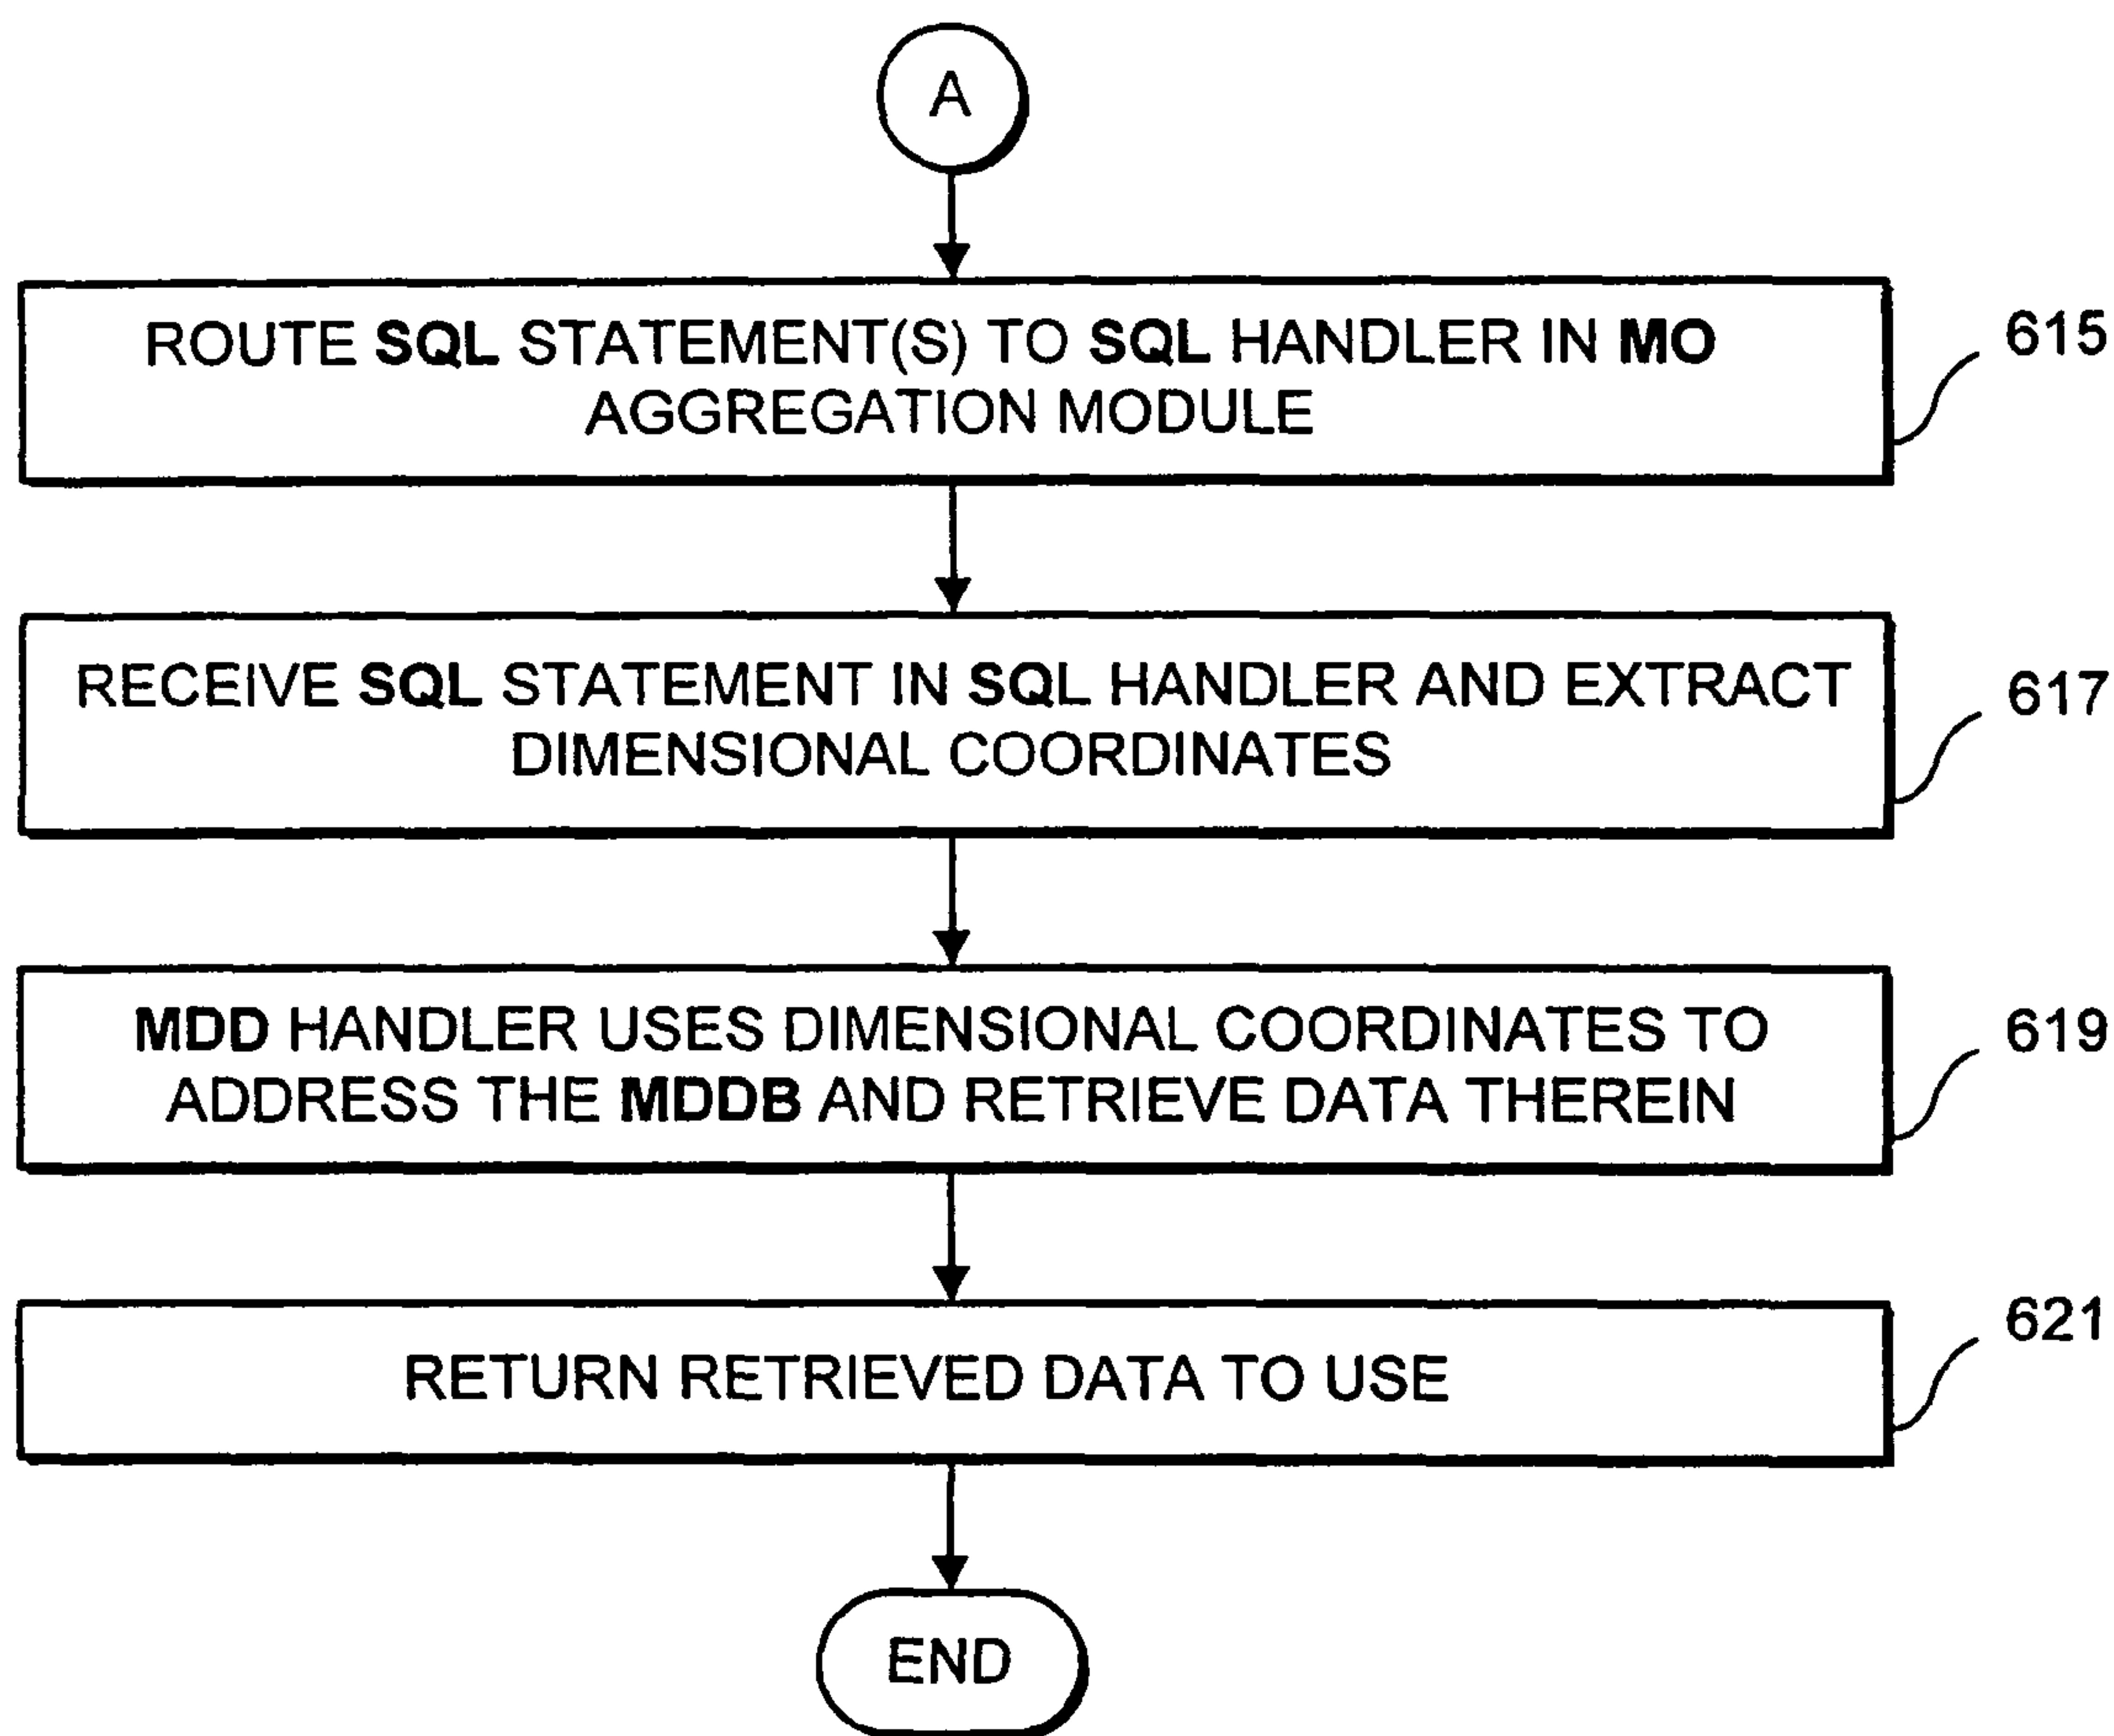 A
ROUTE SQL STATEMENT(S) TO SQL HANDLER IN MO
AGGREGATION MODULE
615
RECEIVE SQL STATEMENT IN SQL HANDLER AND EXTRACT
DIMENSIONAL COORDINATES
617
MDD HANDLER USES DIMENSIONAL COORDINATES TO
ADDRESS THE MDDB AND RETRIEVE DATA THEREIN
619
RETURN RETRIEVED DATA TO USE
621
END